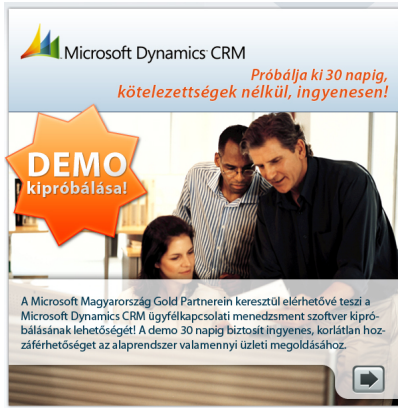 Microsoft Dynamics CRM
Próbálja ki 30 napig,
kötelezettségek nélkül, ingyenesen!
DEMO
kipróbálása!
A Microsoft Magyarország Gold Partnerein keresztül elérhetővé teszi a
Microsoft Dynamics CRM ügyfélkapcsolati menedzsment szoftver kipró-
bálásának lehetőségét! A demo 30 napig biztosít ingyenes, korlátlan hoz-
záférhetőséget az alaprendszer valamennyi üzleti megoldásához.